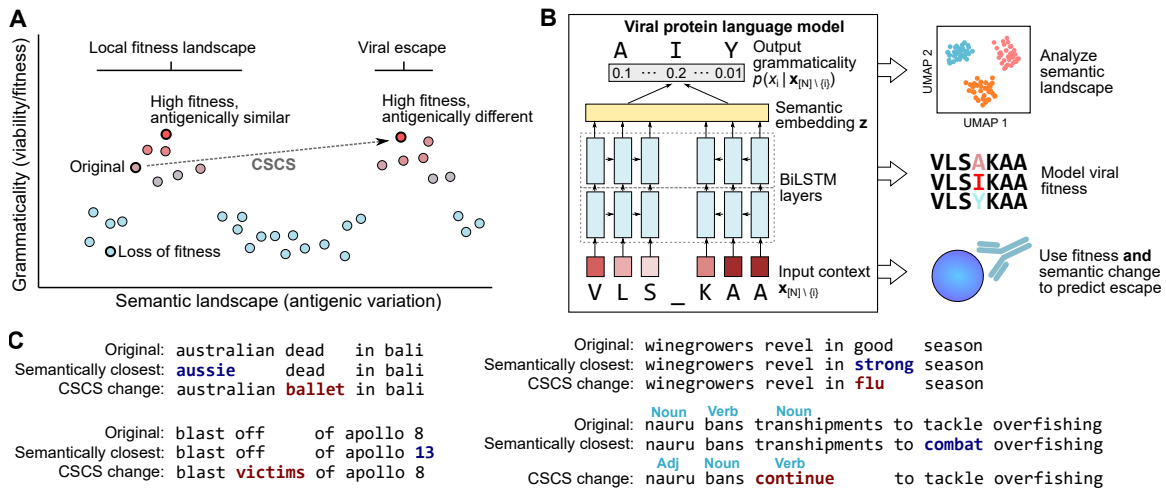 A
Local fitness landscape
Viral escape
High fitness,
antigenically similar
High fitness,
antigenically different
Original
CSCS
Loss of fitness
Grammaticality (viability/fitness)
Semantic landscape (antigenic variation)
B
Viral protein language model
A I Y
0.1 ··· 0.2 ··· 0.01
Output
grammaticality
p(x_i | x_{[N] \ {i}})
Semantic
embedding z
BiLSTM
layers
Input context
x_{[N] \ {i}}
V L S _ K A A
UMAP 2
UMAP 1
Analyze
semantic
landscape
VLSAKAA
VLSIKAA
VLSYKAA
Model viral
fitness
Use fitness and
semantic change
to predict escape
C
Original: australian dead in bali
Semantically closest: aussie dead in bali
CSCS change: australian ballet in bali
Original: blast off of apollo 8
Semantically closest: blast off of apollo 13
CSCS change: blast victims of apollo 8
Original: winegrowers revel in good season
Semantically closest: winegrowers revel in strong season
CSCS change: winegrowers revel in flu season
Noun Verb Noun
Original: nauru bans transhipments to tackle overfishing
Semantically closest: nauru bans transhipments to combat overfishing
Adj Noun Verb
CSCS change: nauru bans continue to tackle overfishing